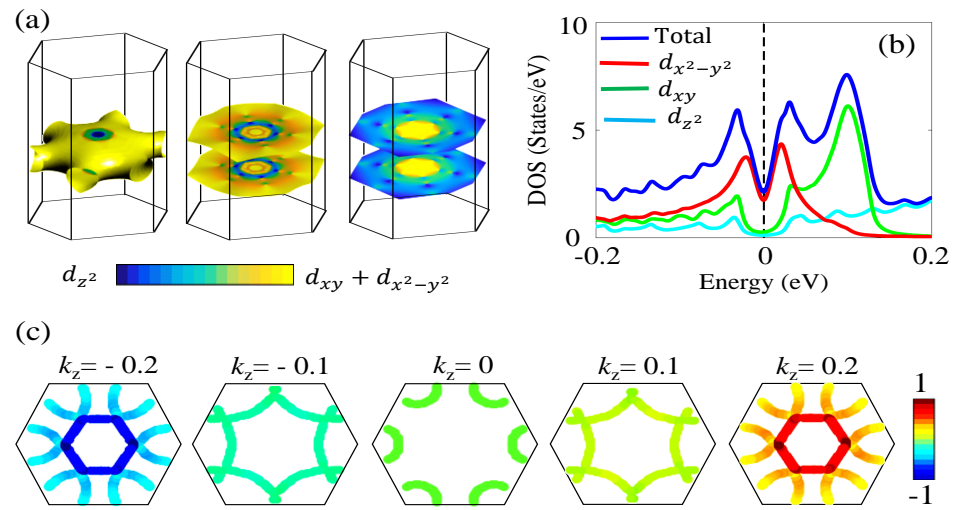 (a)
d_{z²}
d_{xy} + d_{x²−y²}
10
5
0
DOS (States/eV)
(b)
Total
d_{x²−y²}
d_{xy}
d_{z²}
-0.2
0
0.2
Energy (eV)
(c)
k_z= - 0.2
k_z= - 0.1
k_z= 0
k_z= 0.1
k_z= 0.2
1
-1